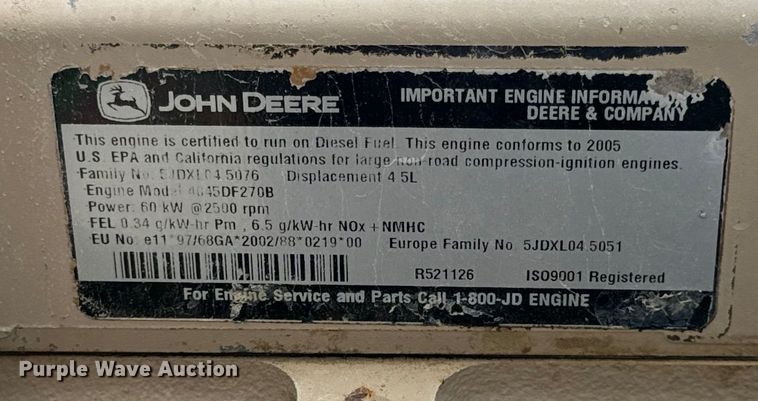 JOHN DEERE
IMPORTANT ENGINE INFORMATION
DEERE & COMPANY
This engine is certified to run on Diesel Fuel. This engine conforms to 2005
U.S. EPA and California regulations for large non-road compression-ignition engines.
Family No. 5JDXL04.5076 Displacement 4.5L
Engine Model 4045DF270B
Power: 60 kW @2500 rpm
FEL 0.34 g/kW-hr Pm , 6.5 g/kW-hr NOx + NMHC
EU No: e11*97/68GA*2002/88*0219*00 Europe Family No. 5JDXL04.5051
R521126 ISO9001 Registered
For Engine Service and Parts Call 1-800-JD ENGINE
Purple Wave Auction